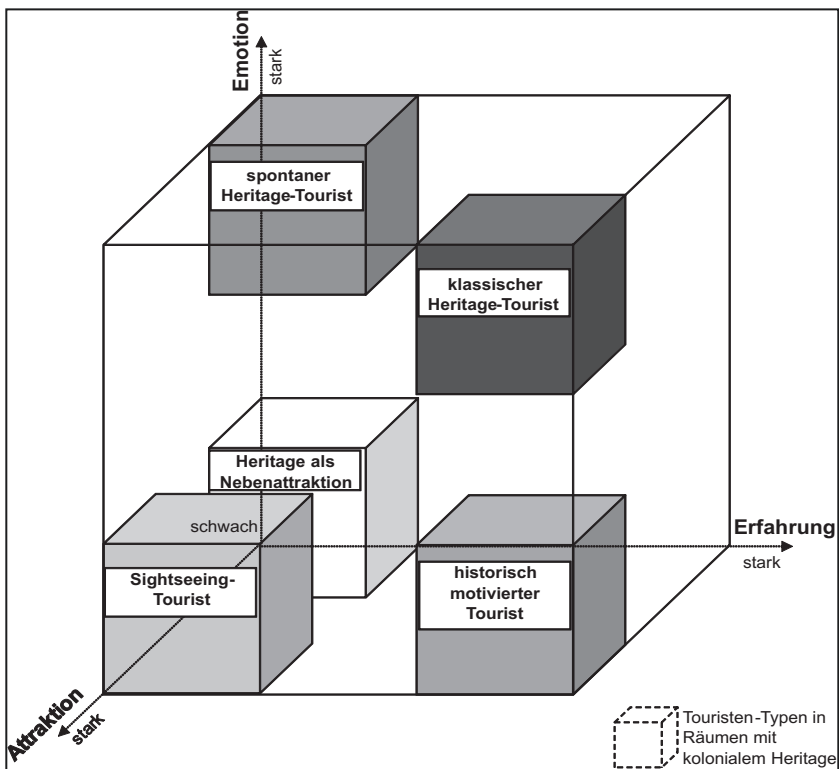 Emotion
stark
spontaner
Heritage-Tourist
klassischer
Heritage-Tourist
Heritage als
Nebenattraktion
schwach
Erfahrung
stark
Sightseeing-
Tourist
historisch
motivierter
Tourist
Attraktion
stark
Touristen-Typen in
Räumen mit
kolonialem Heritage